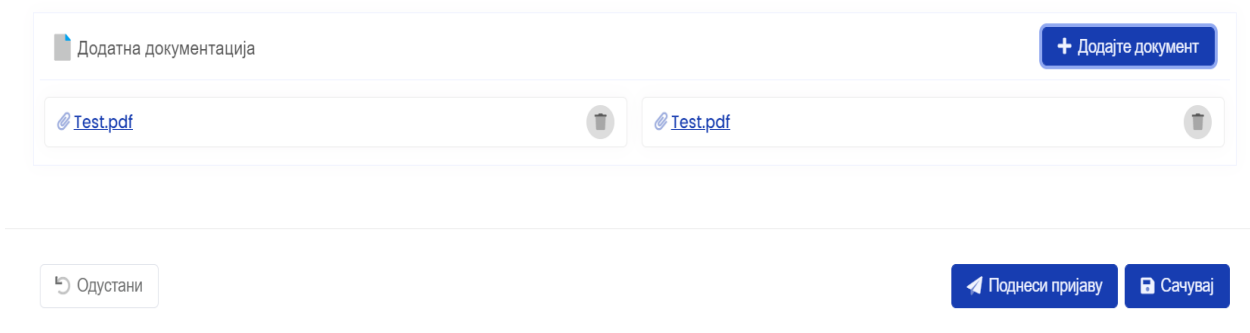 Додатна документација
Додајте документ
Test.pdf
Test.pdf
Одустани
Поднеси пријаву
Сачувај